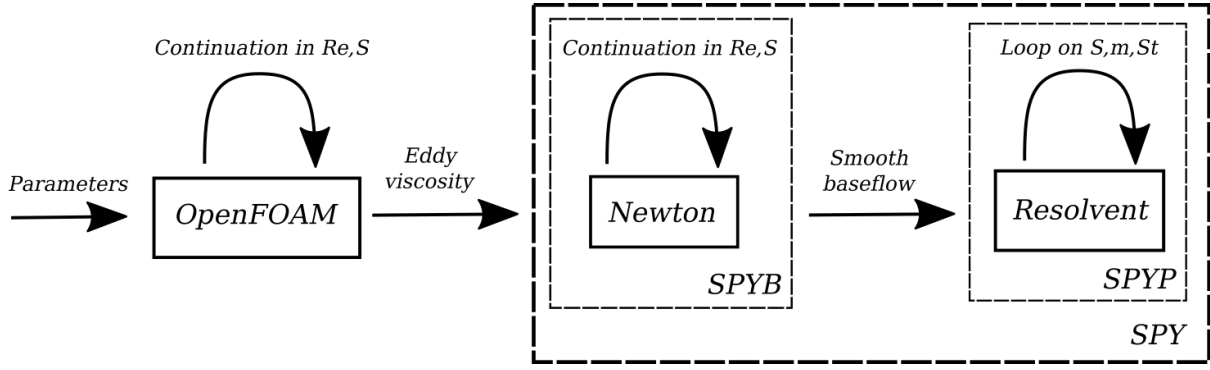 Continuation in Re,S
Parameters
OpenFOAM
Eddy
viscosity
Continuation in Re,S
Newton
SPYB
Smooth
baseflow
Loop on S,m,St
Resolvent
SPYP
SPY